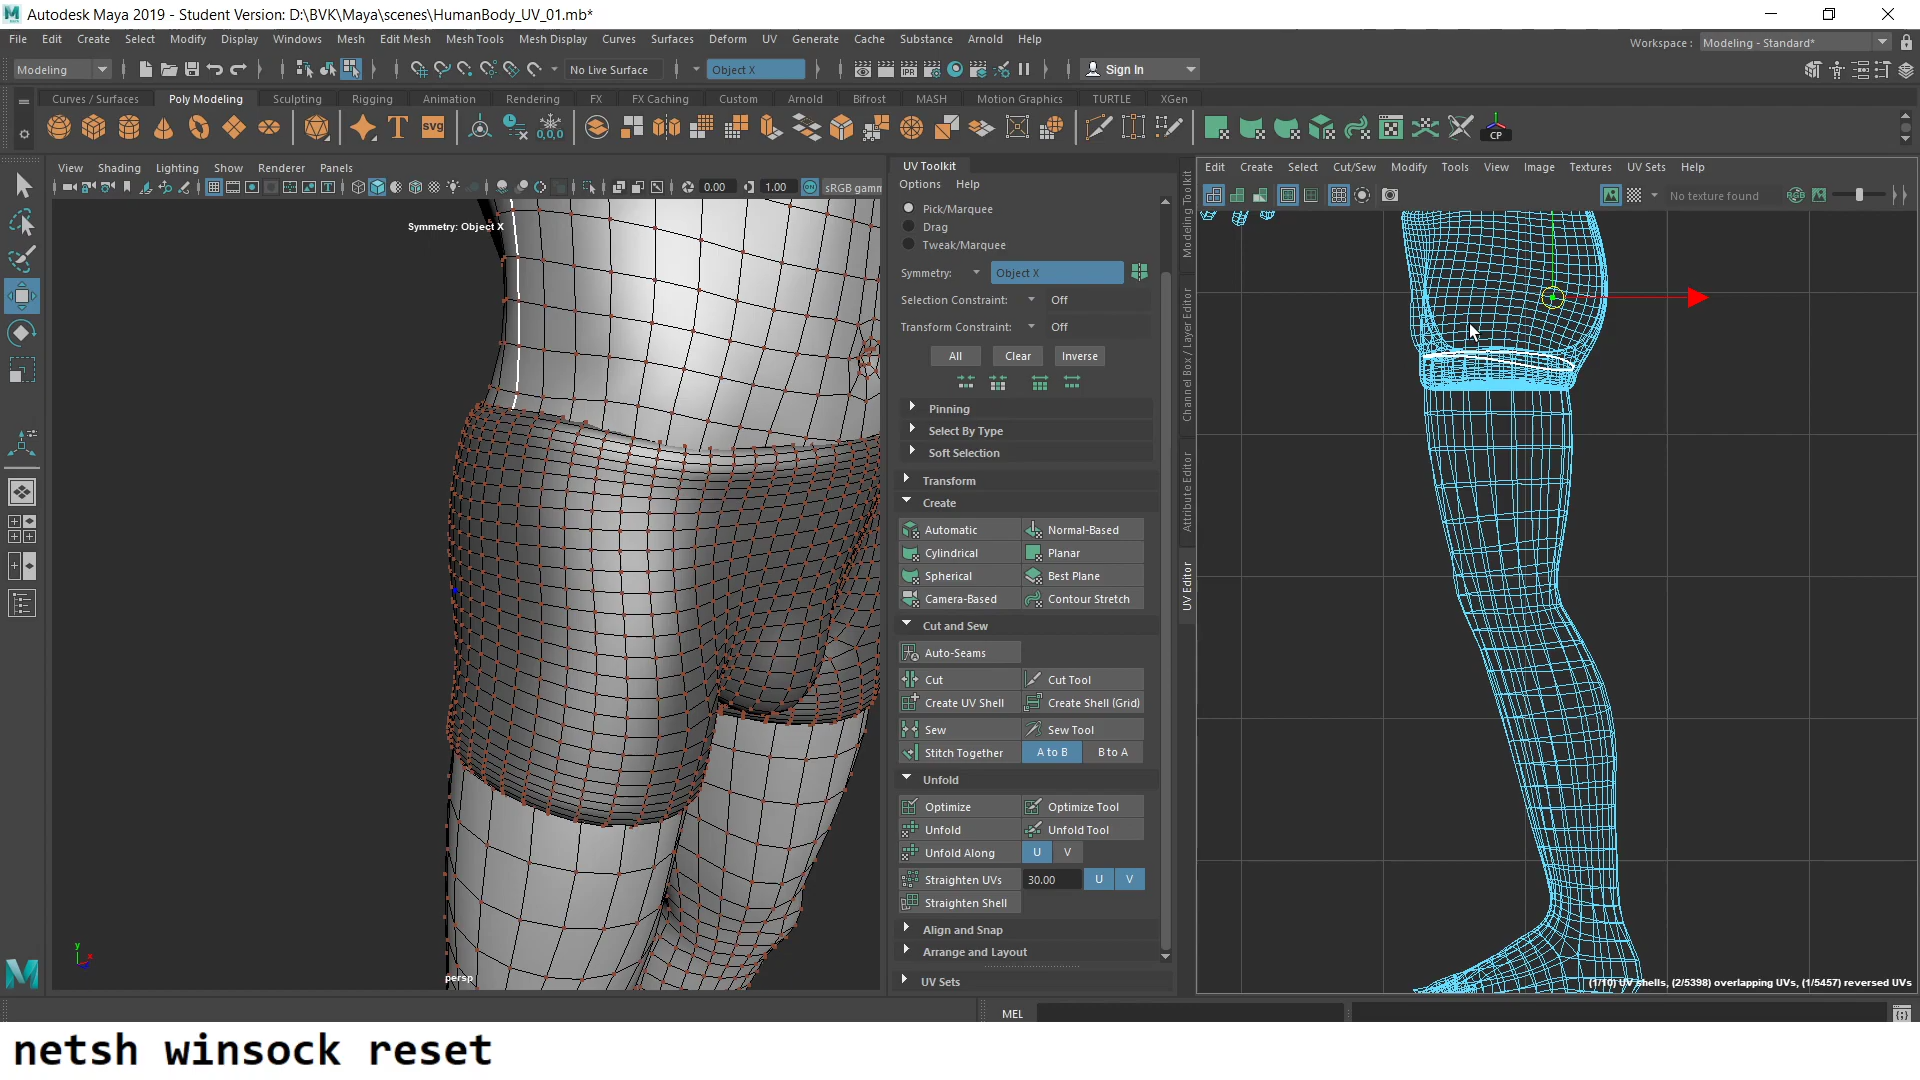 Autodesk Maya 2019 - Student Version: D:\BVK\Maya\scenes\HumanBody_UV_01.mb*
File Edit Create Select Modify Display Windows Mesh Edit Mesh Mesh Tools Mesh Display Curves Surfaces Deform UV Generate Cache Substance Arnold Help
Workspace : Modeling - Standard*
Modeling No Live Surface Object X Sign In
Curves / Surfaces Poly Modeling Sculpting Rigging Animation Rendering FX FX Caching Custom Arnold Bifrost MASH Motion Graphics TURTLE XGen
IPR
T SVG 0,0,0 CP
View Shading Lighting Show Renderer Panels
0.00 1.00 ON sRGB gamm
Symmetry: Object X
persp
y
x
UV Toolkit
Options Help
Pick/Marquee
Drag
Tweak/Marquee
Symmetry: Object X
Selection Constraint: Off
Transform Constraint: Off
All Clear Inverse
Pinning
Select By Type
Soft Selection
Transform
Create
Automatic Normal-Based
Cylindrical Planar
Spherical Best Plane
Camera-Based Contour Stretch
Cut and Sew
Auto-Seams
Cut Cut Tool
Create UV Shell Create Shell (Grid)
Sew Sew Tool
Stitch Together A to B B to A
Unfold
Optimize Optimize Tool
Unfold Unfold Tool
Unfold Along U V
Straighten UVs 30.00 U V
Straighten Shell
Align and Snap
Arrange and Layout
UV Sets
Modeling Toolkit
Channel Box / Layer Editor
Attribute Editor
UV Editor
Edit Create Select Cut/Sew Modify Tools View Image Textures UV Sets Help
No texture found RGB
(1/10) UV shells, (2/5398) overlapping UVs, (1/5457) reversed UVs
MEL
netsh winsock reset